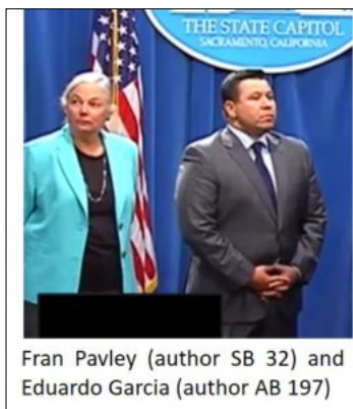 THE STATE CAPITOL
SACRAMENTO, CALIFORNIA
Fran Pavley (author SB 32) and
Eduardo Garcia (author AB 197)